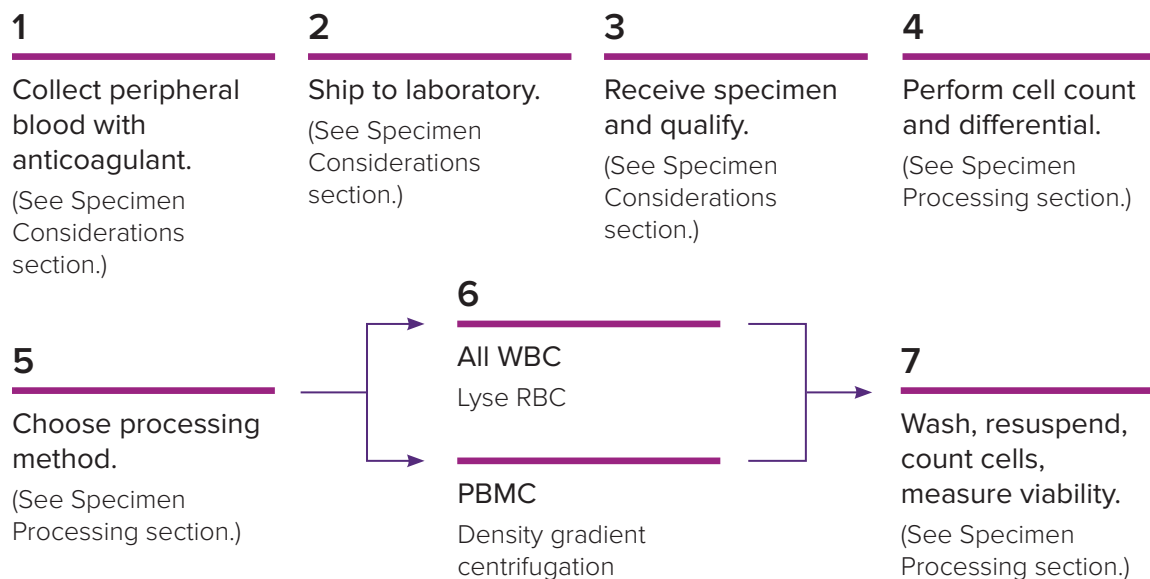 1
Collect peripheral
blood with
anticoagulant.
(See Specimen
Considerations
section.)
2
Ship to laboratory.
(See Specimen
Considerations
section.)
3
Receive specimen
and qualify.
(See Specimen
Considerations
section.)
4
Perform cell count
and differential.
(See Specimen
Processing section.)
5
Choose processing
method.
(See Specimen
Processing section.)
6
All WBC
Lyse RBC
PBMC
Density gradient
centrifugation
7
Wash, resuspend,
count cells,
measure viability.
(See Specimen
Processing section.)